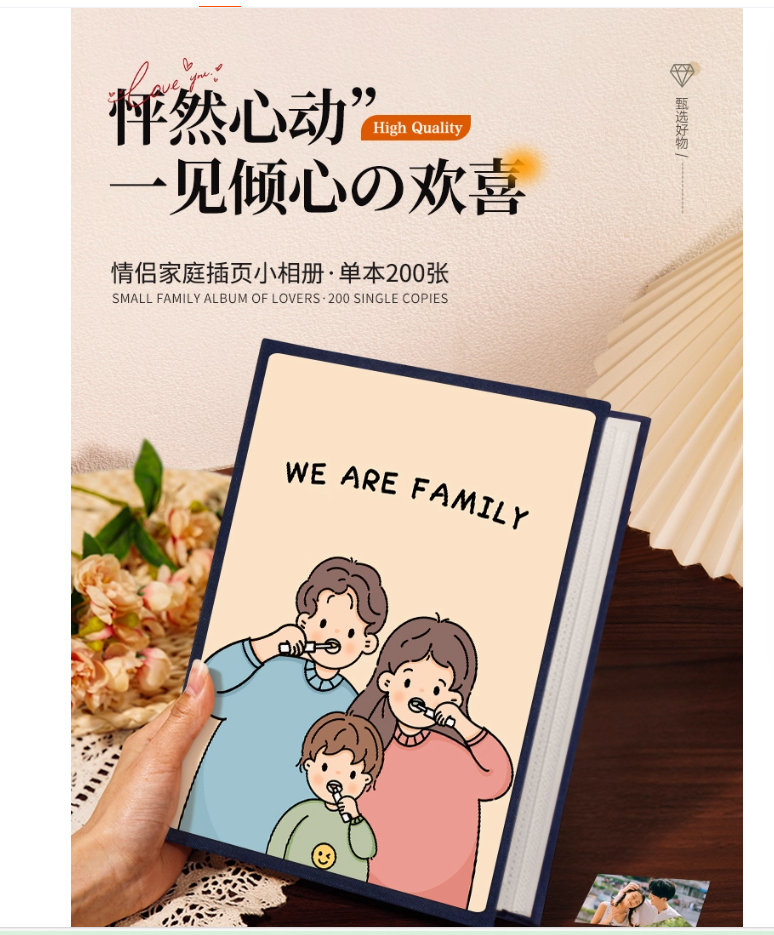 Love you.
怦然心动”
High Quality
一见倾心の欢喜
甄选好物
情侣家庭插页小相册·单本200张
SMALL FAMILY ALBUM OF LOVERS·200 SINGLE COPIES
WE ARE FAMILY